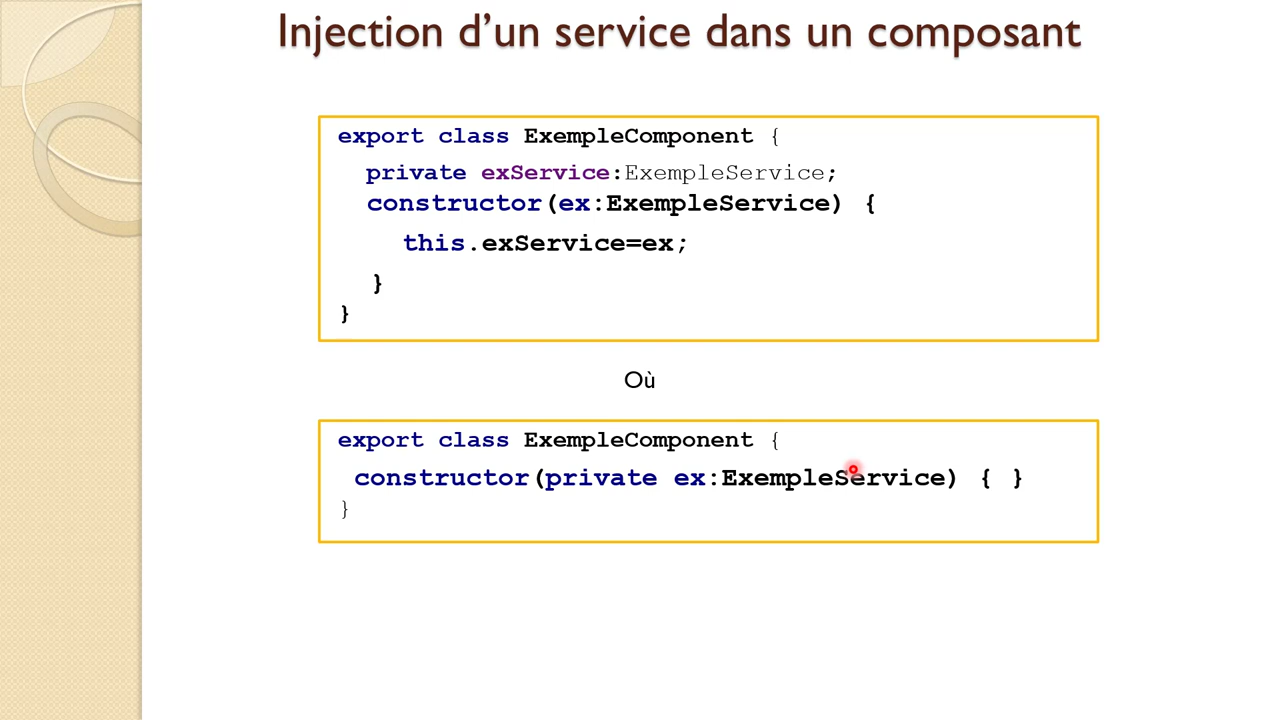 Injection d’un service dans un composant
export class ExempleComponent {
private exService:ExempleService;
constructor(ex:ExempleService) {
this.exService=ex;
}
}
Où
export class ExempleComponent {
constructor(private ex:ExempleService) { }
}